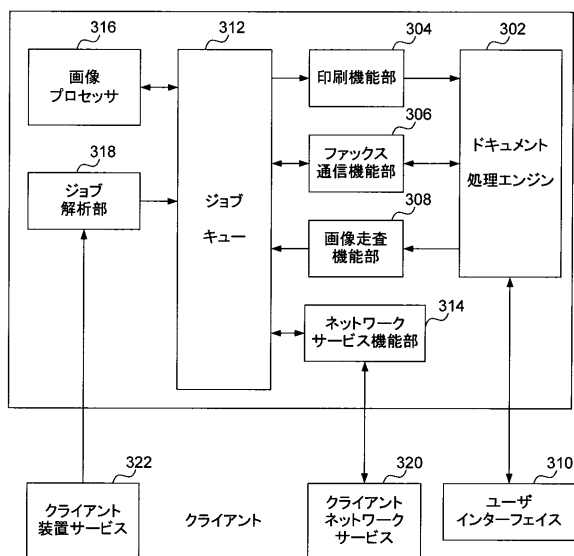 316
画像
プロセッサ
318
ジョブ
解析部
312
ジョブ
キュー
304
印刷機能部
306
ファックス
通信機能部
308
画像走査
機能部
314
ネットワーク
サービス機能部
302
ドキュメント
処理エンジン
322
クライアント
装置サービス
クライアント
320
クライアント
ネットワーク
サービス
310
ユーザ
インターフェイス